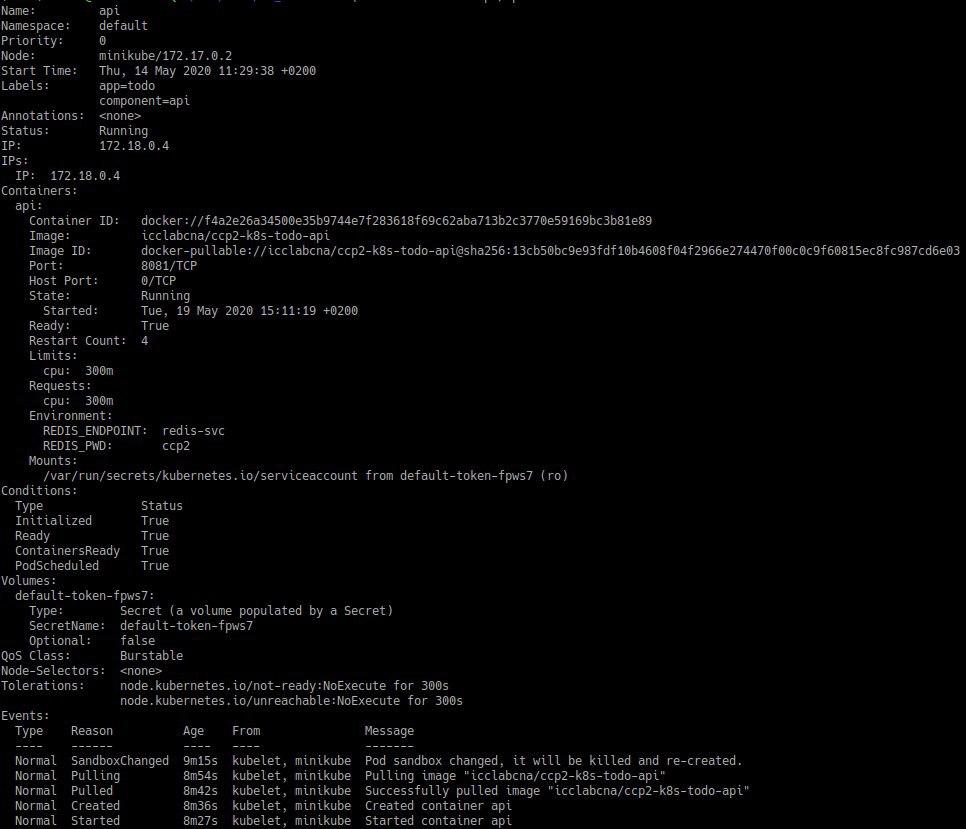 Name:         api
Namespace:    default
Priority:     0
Node:         minikube/172.17.0.2
Start Time:   Thu, 14 May 2020 11:29:38 +0200
Labels:       app=todo
              component=api
Annotations:  <none>
Status:       Running
IP:           172.18.0.4
IPs:
  IP:  172.18.0.4
Containers:
  api:
    Container ID:   docker://f4a2e26a34500e35b9744e7f283618f69c62aba713b2c3770e59169bc3b81e89
    Image:          icclabcna/ccp2-k8s-todo-api
    Image ID:       docker-pullable://icclabcna/ccp2-k8s-todo-api@sha256:13cb50bc9e93fdf10b4608f04f2966e274470f00c0c9f60815ec8fc987cd6e03
    Port:           8081/TCP
    Host Port:      0/TCP
    State:          Running
      Started:      Tue, 19 May 2020 15:11:19 +0200
    Ready:          True
    Restart Count:  4
    Limits:
      cpu:  300m
    Requests:
      cpu:  300m
    Environment:
      REDIS_ENDPOINT:  redis-svc
      REDIS_PWD:       ccp2
    Mounts:
      /var/run/secrets/kubernetes.io/serviceaccount from default-token-fpws7 (ro)
Conditions:
  Type              Status
  Initialized       True
  Ready             True
  ContainersReady   True
  PodScheduled      True
Volumes:
  default-token-fpws7:
    Type:        Secret (a volume populated by a Secret)
    SecretName:  default-token-fpws7
    Optional:    false
QoS Class:       Burstable
Node-Selectors:  <none>
Tolerations:     node.kubernetes.io/not-ready:NoExecute for 300s
                 node.kubernetes.io/unreachable:NoExecute for 300s
Events:
  Type    Reason          Age    From               Message
  ----    ------          ----   ----               -------
  Normal  SandboxChanged  9m15s  kubelet, minikube  Pod sandbox changed, it will be killed and re-created.
  Normal  Pulling         8m54s  kubelet, minikube  Pulling image "icclabcna/ccp2-k8s-todo-api"
  Normal  Pulled          8m42s  kubelet, minikube  Successfully pulled image "icclabcna/ccp2-k8s-todo-api"
  Normal  Created         8m36s  kubelet, minikube  Created container api
  Normal  Started         8m27s  kubelet, minikube  Started container api